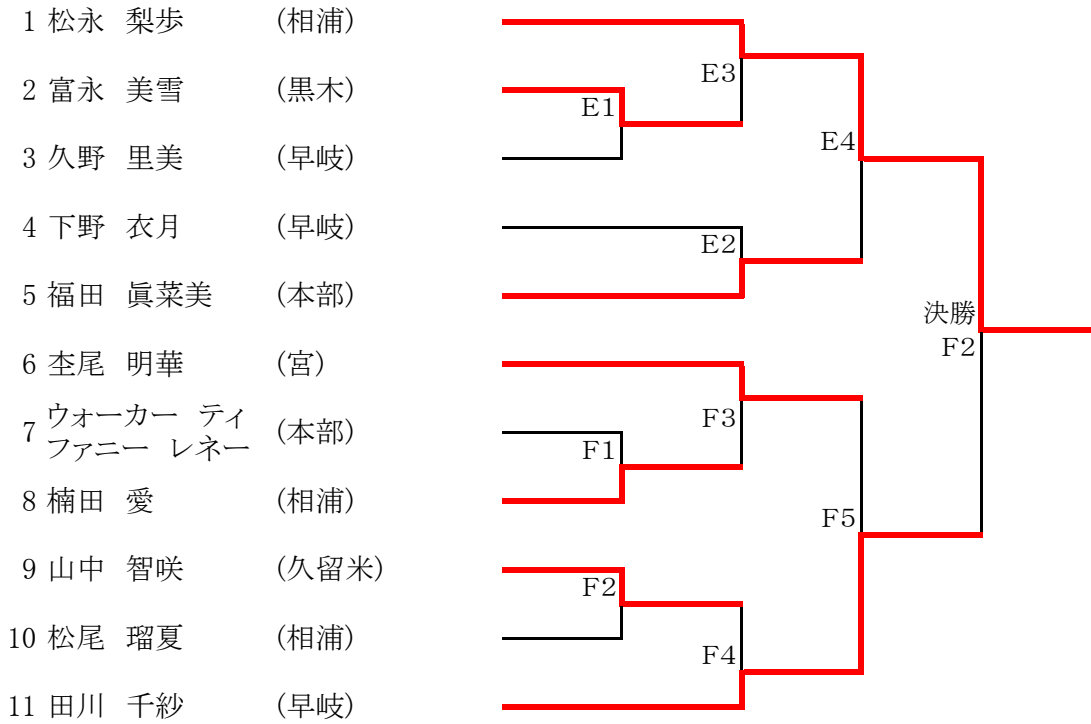 1 松永 梨歩 (相浦)
2 富永 美雪 (黒木)
3 久野 里美 (早岐)
4 下野 衣月 (早岐)
5 福田 眞菜美 (本部)
6 杢尾 明華 (宮)
7 ウォーカー ティ
ファニー レネー (本部)
8 楠田 愛 (相浦)
9 山中 智咲 (久留米)
10 松尾 瑠夏 (相浦)
11 田川 千紗 (早岐)
E1
F1
F2
E3
E2
F3
F4
E4
F5
決勝
F2